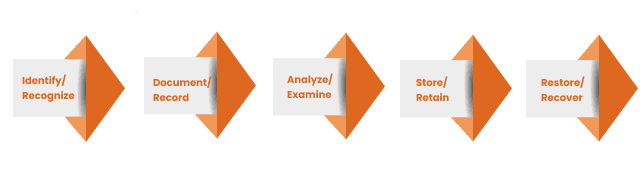 Identify/
Recognize
Document/
Record
Analyze/
Examine
Store/
Retain
Restore/
Recover